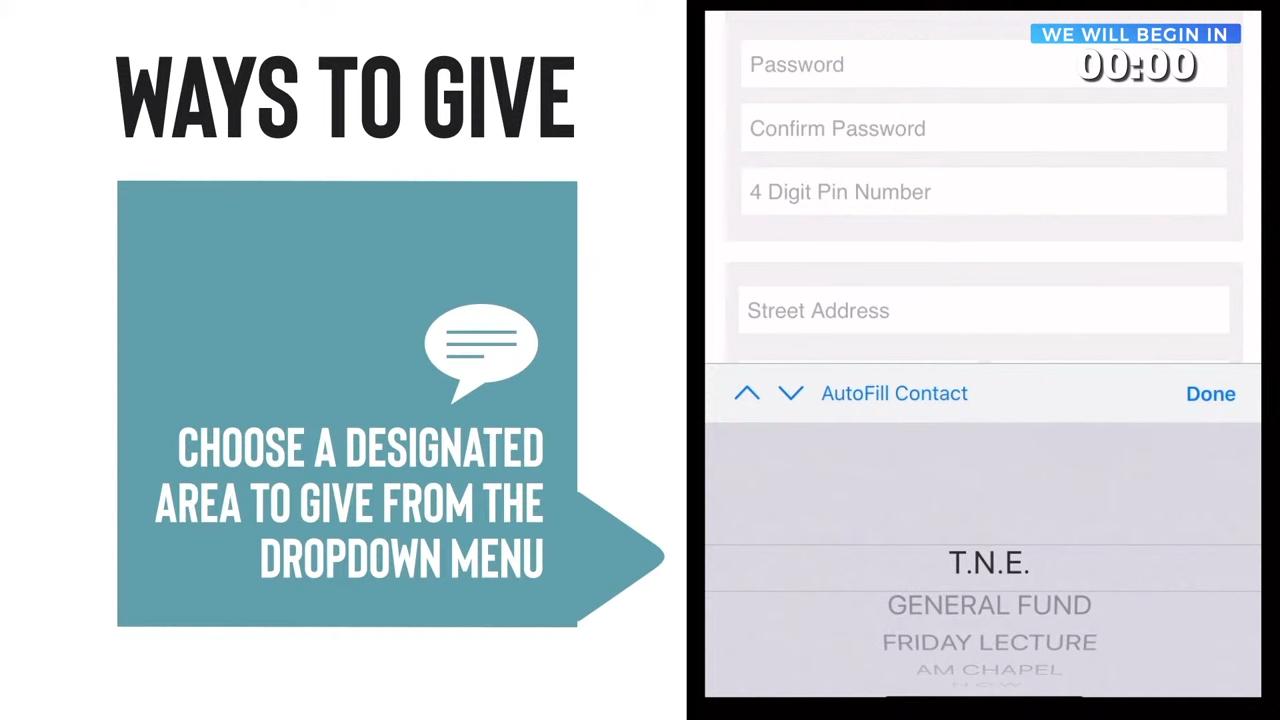 WAYS TO GIVE
CHOOSE A DESIGNATED
AREA TO GIVE FROM THE
DROPDOWN MENU
WE WILL BEGIN IN
00:00
Password
Confirm Password
4 Digit Pin Number
Street Address
AutoFill Contact
Done
T.N.E.
GENERAL FUND
FRIDAY LECTURE
AM CHAPEL